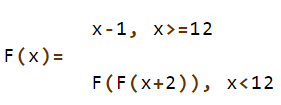 x-1, x>=12
F(x)=
F(F(x+2)), x<12